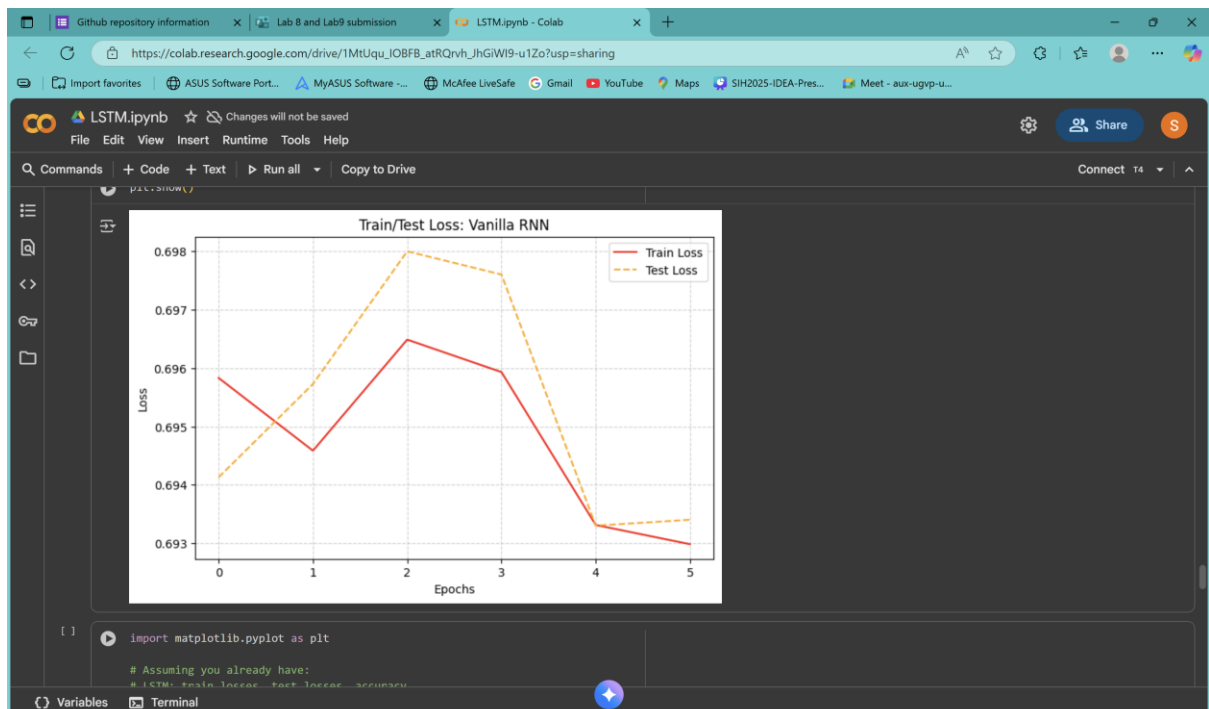 Github repository information
Lab 8 and Lab9 submission
LSTM.ipynb - Colab
https://colab.research.google.com/drive/1MtUqu_IOBFB_atRQrvh_JhGiWI9-u1Zo?usp=sharing
Import favorites
ASUS Software Port...
MyASUS Software -...
McAfee LiveSafe
Gmail
YouTube
Maps
SIH2025-IDEA-Pres...
Meet - aux-ugvp-u...
LSTM.ipynb
Changes will not be saved
Share
S
File Edit View Insert Runtime Tools Help
Commands + Code + Text Run all Copy to Drive
Connect T4
plt.show()
Train/Test Loss: Vanilla RNN
Train Loss
Test Loss
0.698
0.697
0.696
0.695
0.694
0.693
Loss
0 1 2 3 4 5
Epochs
[ ]
import matplotlib.pyplot as plt
# Assuming you already have:
# LSTM: train_losses, test_losses, accuracy
Variables
Terminal